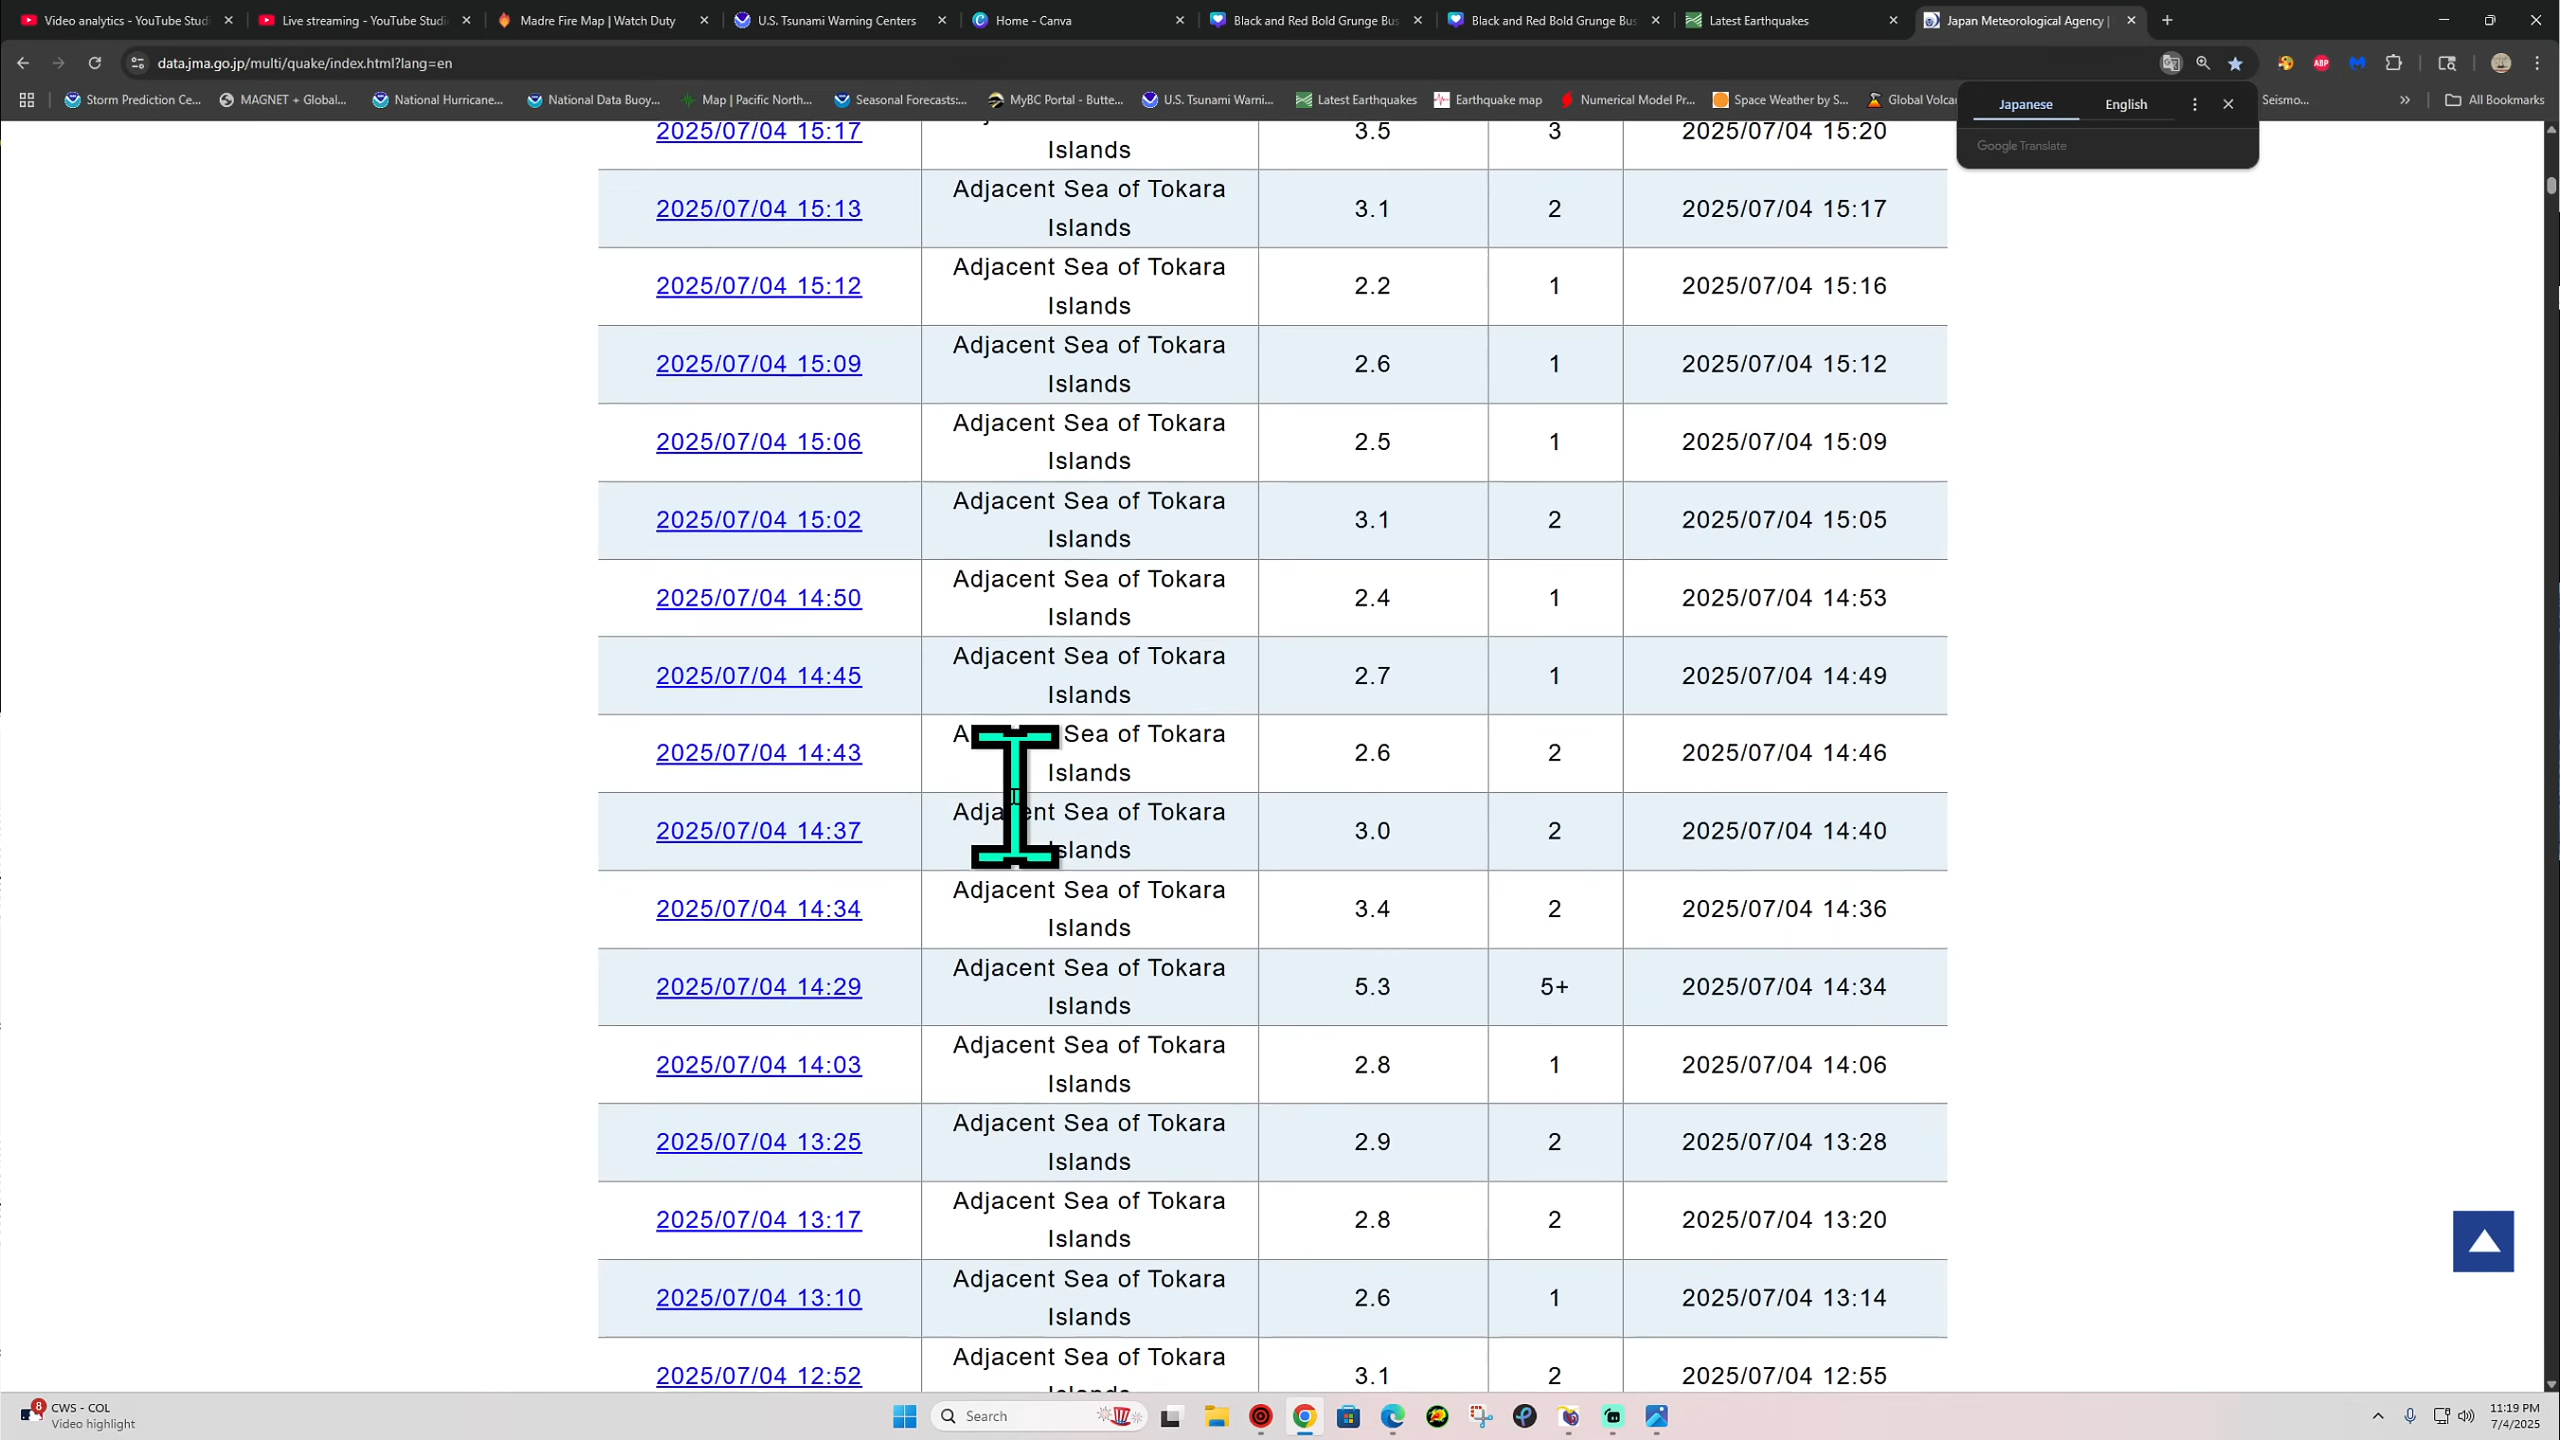 Video analytics - YouTube Studi
Live streaming - YouTube Studi
Madre Fire Map | Watch Duty
U.S. Tsunami Warning Centers
Home - Canva
Black and Red Bold Grunge Bus
Black and Red Bold Grunge Bus
Latest Earthquakes
Japan Meteorological Agency |
data.jma.go.jp/multi/quake/index.html?lang=en
ABP
Storm Prediction Ce...
MAGNET + Global...
National Hurricane...
National Data Buoy...
Map | Pacific North...
Seasonal Forecasts:...
MyBC Portal - Butte...
U.S. Tsunami Warni...
Latest Earthquakes
Earthquake map
Numerical Model Pr...
Space Weather by S...
Global Volca
Seismo...
All Bookmarks
Japanese English
Google Translate
2025/07/04 15:17 Islands 3.5 3 2025/07/04 15:20
2025/07/04 15:13 Adjacent Sea of Tokara Islands 3.1 2 2025/07/04 15:17
2025/07/04 15:12 Adjacent Sea of Tokara Islands 2.2 1 2025/07/04 15:16
2025/07/04 15:09 Adjacent Sea of Tokara Islands 2.6 1 2025/07/04 15:12
2025/07/04 15:06 Adjacent Sea of Tokara Islands 2.5 1 2025/07/04 15:09
2025/07/04 15:02 Adjacent Sea of Tokara Islands 3.1 2 2025/07/04 15:05
2025/07/04 14:50 Adjacent Sea of Tokara Islands 2.4 1 2025/07/04 14:53
2025/07/04 14:45 Adjacent Sea of Tokara Islands 2.7 1 2025/07/04 14:49
2025/07/04 14:43 Sea of Tokara Islands 2.6 2 2025/07/04 14:46
2025/07/04 14:37 Adjacent Sea of Tokara Islands 3.0 2 2025/07/04 14:40
2025/07/04 14:34 Adjacent Sea of Tokara Islands 3.4 2 2025/07/04 14:36
2025/07/04 14:29 Adjacent Sea of Tokara Islands 5.3 5+ 2025/07/04 14:34
2025/07/04 14:03 Adjacent Sea of Tokara Islands 2.8 1 2025/07/04 14:06
2025/07/04 13:25 Adjacent Sea of Tokara Islands 2.9 2 2025/07/04 13:28
2025/07/04 13:17 Adjacent Sea of Tokara Islands 2.8 2 2025/07/04 13:20
2025/07/04 13:10 Adjacent Sea of Tokara Islands 2.6 1 2025/07/04 13:14
2025/07/04 12:52 Adjacent Sea of Tokara 3.1 2 2025/07/04 12:55
8
CWS - COL
Video highlight
Search
11:19 PM
7/4/2025